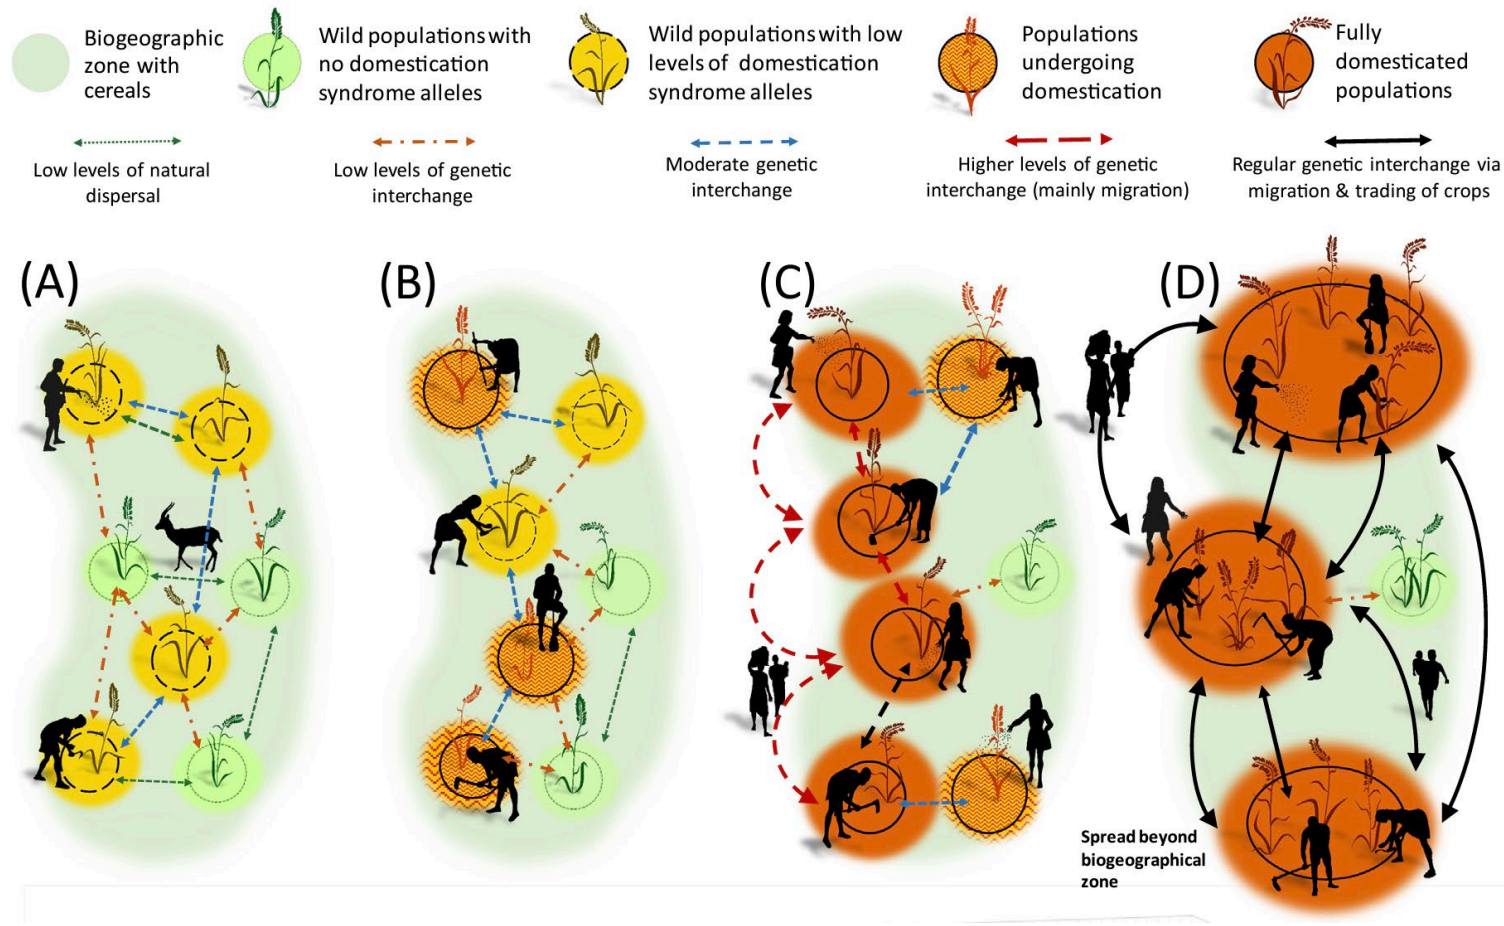 Biogeographic
zone with
cereals
Wild populations with
no domestication
syndrome alleles
Wild populations with low
levels of domestication
syndrome alleles
Populations
undergoing
domestication
Fully
domesticated
populations
Low levels of natural
dispersal
Low levels of genetic
interchange
Moderate genetic
interchange
Higher levels of genetic
interchange (mainly migration)
Regular genetic interchange via
migration & trading of crops
(A)
(B)
(C)
(D)
Spread beyond
biogeographical
zone